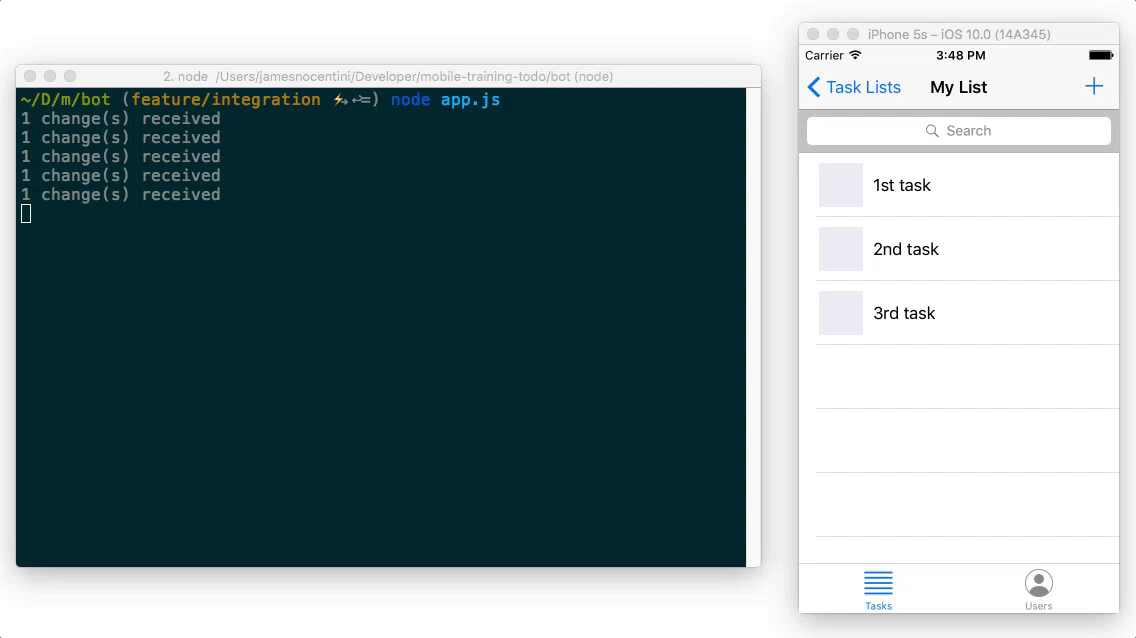 2. node /Users/jamesnocentini/Developer/mobile-training-todo/bot (node)
~/D/m/bot (feature/integration ⚡↩=) node app.js
1 change(s) received
1 change(s) received
1 change(s) received
1 change(s) received
1 change(s) received
iPhone 5s – iOS 10.0 (14A345)
Carrier 3:48 PM
Task Lists My List +
Search
1st task
2nd task
3rd task
Tasks Users